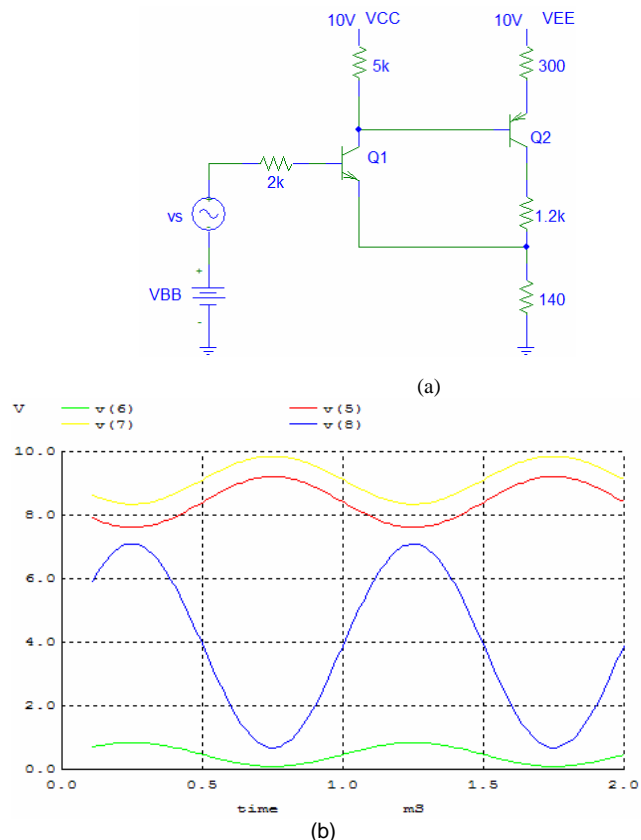 10V VCC 10V VEE
5k 300
Q1 Q2
2k
vs 1.2k
+
VBB 140
-
(a)
V v(6) v(5)
v(7) v(8)
10.0
8.0
6.0
4.0
2.0
0.0
0.0 0.5 1.0 1.5 2.0
time mS
(b)